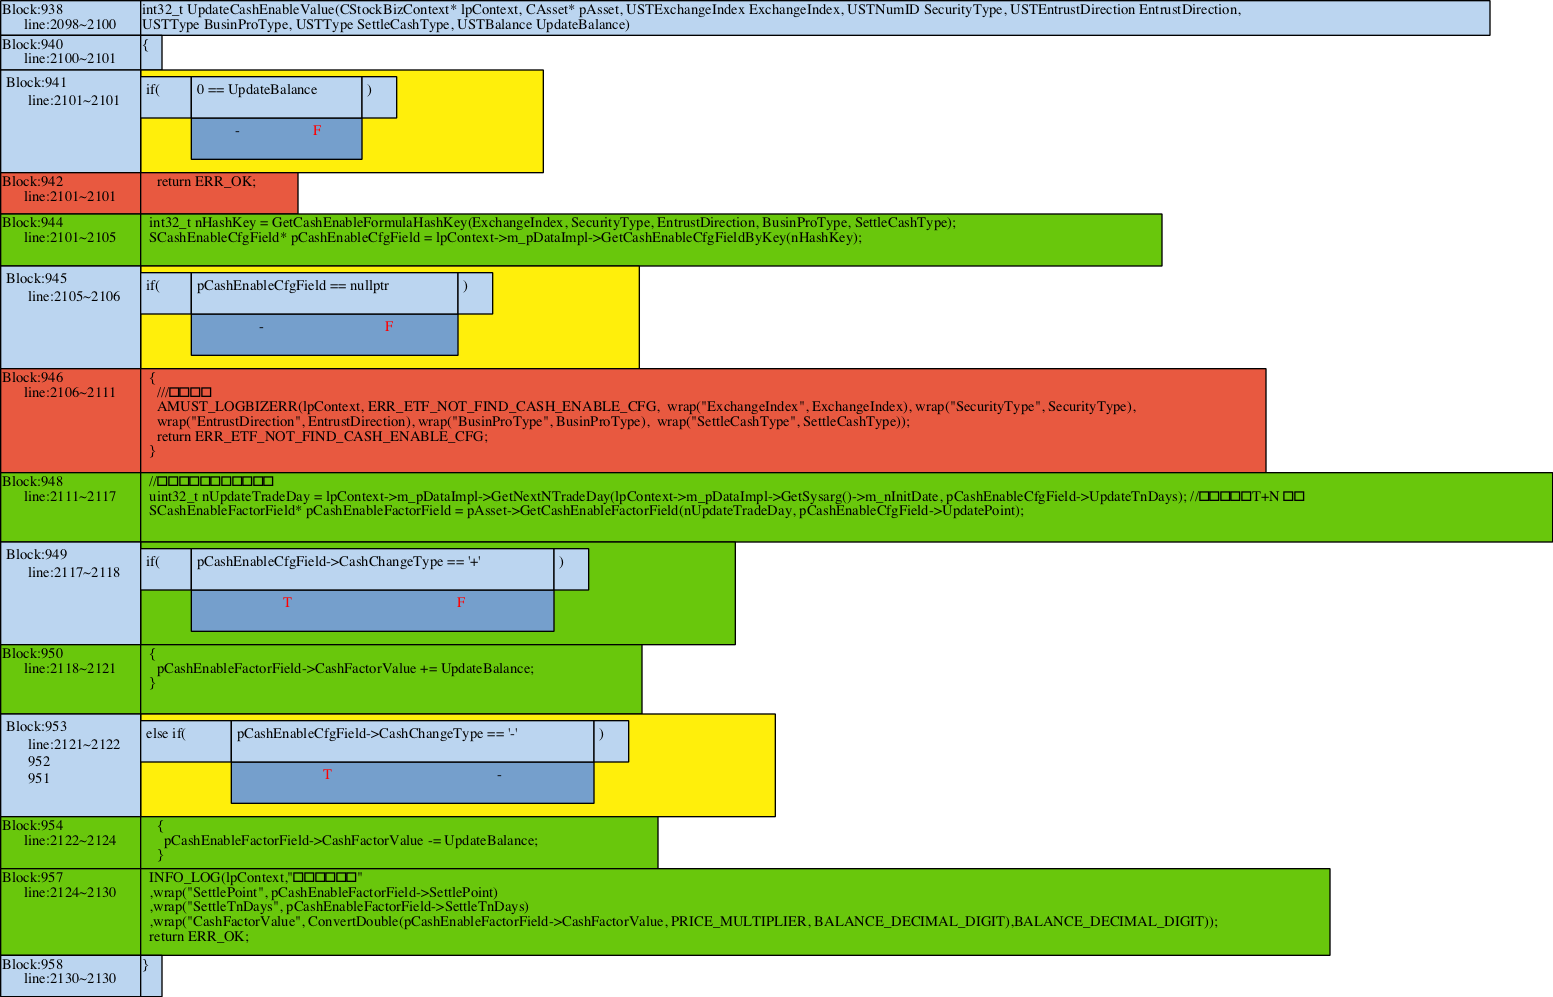 Block:938
line:2098~2100
int32_t UpdateCashEnableValue(CStockBizContext* lpContext, CAsset* pAsset, USTExchangeIndex ExchangeIndex, USTNumID SecurityType, USTEntrustDirection EntrustDirection,
USTType BusinProType, USTType SettleCashType, USTBalance UpdateBalance)
Block:940
line:2100~2101
{
Block:941
line:2101~2101
if( 0 == UpdateBalance )
- F
Block:942
line:2101~2101
return ERR_OK;
Block:944
line:2101~2105
int32_t nHashKey = GetCashEnableFormulaHashKey(ExchangeIndex, SecurityType, EntrustDirection, BusinProType, SettleCashType);
SCashEnableCfgField* pCashEnableCfgField = lpContext->m_pDataImpl->GetCashEnableCfgFieldByKey(nHashKey);
Block:945
line:2105~2106
if( pCashEnableCfgField == nullptr )
- F
Block:946
line:2106~2111
{
///□□□□
AMUST_LOGBIZERR(lpContext, ERR_ETF_NOT_FIND_CASH_ENABLE_CFG, wrap("ExchangeIndex", ExchangeIndex), wrap("SecurityType", SecurityType),
wrap("EntrustDirection", EntrustDirection), wrap("BusinProType", BusinProType), wrap("SettleCashType", SettleCashType));
return ERR_ETF_NOT_FIND_CASH_ENABLE_CFG;
}
Block:948
line:2111~2117
//□□□□□□□□□□□
uint32_t nUpdateTradeDay = lpContext->m_pDataImpl->GetNextNTradeDay(lpContext->m_pDataImpl->GetSysarg()->m_nInitDate, pCashEnableCfgField->UpdateTnDays); //□□□□□T+N □□
SCashEnableFactorField* pCashEnableFactorField = pAsset->GetCashEnableFactorField(nUpdateTradeDay, pCashEnableCfgField->UpdatePoint);
Block:949
line:2117~2118
if( pCashEnableCfgField->CashChangeType == '+' )
T F
Block:950
line:2118~2121
{
pCashEnableFactorField->CashFactorValue += UpdateBalance;
}
Block:953
line:2121~2122
952
951
else if( pCashEnableCfgField->CashChangeType == '-' )
T -
Block:954
line:2122~2124
{
pCashEnableFactorField->CashFactorValue -= UpdateBalance;
}
Block:957
line:2124~2130
INFO_LOG(lpContext,"□□□□□□"
,wrap("SettlePoint", pCashEnableFactorField->SettlePoint)
,wrap("SettleTnDays", pCashEnableFactorField->SettleTnDays)
,wrap("CashFactorValue", ConvertDouble(pCashEnableFactorField->CashFactorValue, PRICE_MULTIPLIER, BALANCE_DECIMAL_DIGIT),BALANCE_DECIMAL_DIGIT));
return ERR_OK;
Block:958
line:2130~2130
}